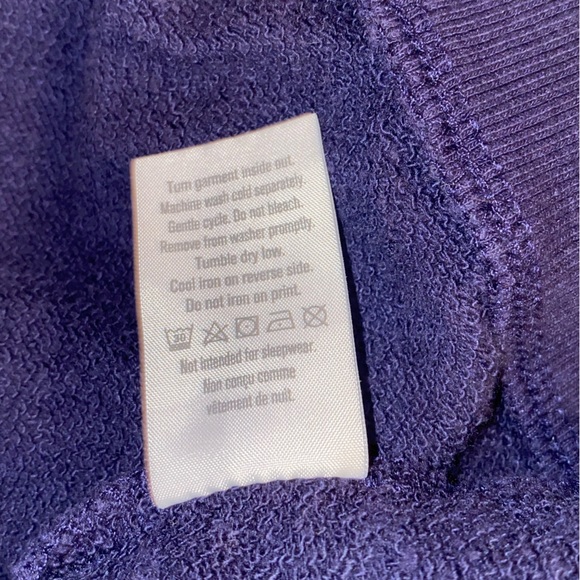 Turn garment inside out.
Machine wash cold separately.
Gentle cycle. Do not bleach.
Remove from washer promptly.
Tumble dry low.
Cool iron on reverse side.
Do not iron on print.
30
Not intended for sleepwear.
Non conçu comme
vêtement de nuit.